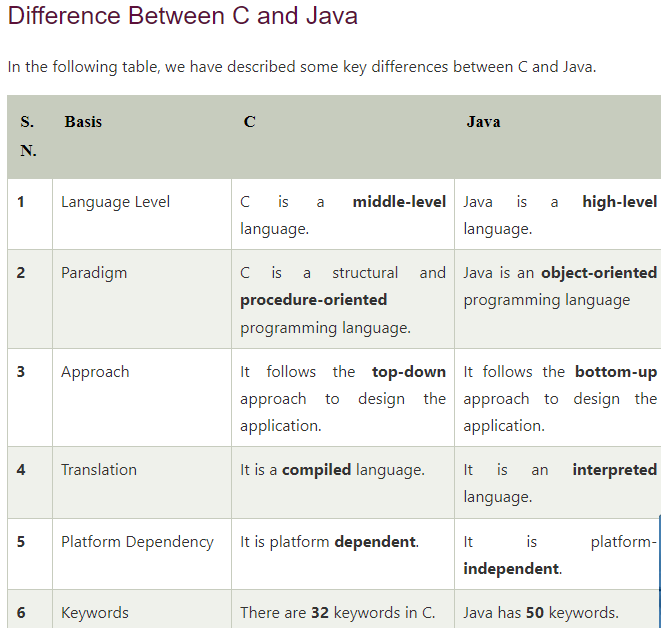 Difference Between C and Java
In the following table, we have described some key differences between C and Java.
S. N. Basis C Java
1 Language Level C is a middle-level language. Java is a high-level language.
2 Paradigm C is a structural and procedure-oriented programming language. Java is an object-oriented programming language
3 Approach It follows the top-down approach to design the application. It follows the bottom-up approach to design the application.
4 Translation It is a compiled language. It is an interpreted language.
5 Platform Dependency It is platform dependent. It is platform-independent.
6 Keywords There are 32 keywords in C. Java has 50 keywords.